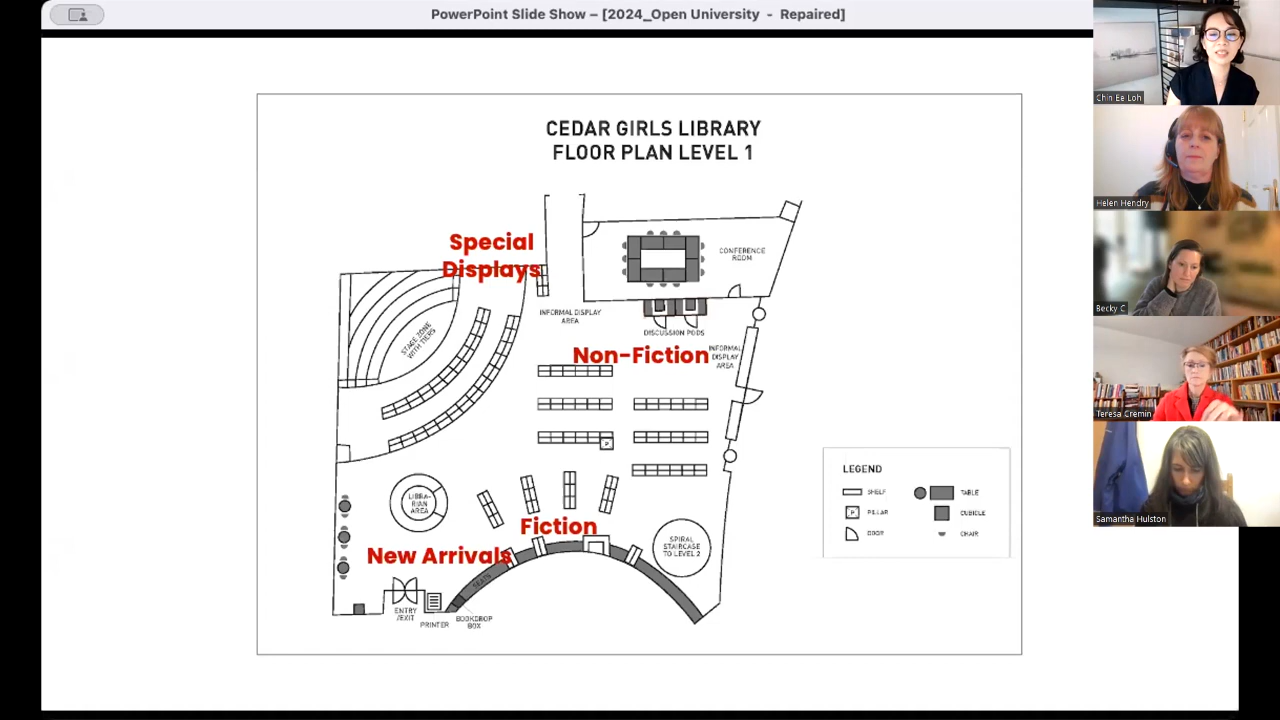 PowerPoint Slide Show – [2024_Open University  -  Repaired]
CEDAR GIRLS LIBRARY
FLOOR PLAN LEVEL 1
Special
Displays
CONFERENCE
ROOM
INFORMAL DISPLAY
AREA
DISCUSSION PODS
STAGE ZONE
WITH TIERS
Non-Fiction
INFORMAL
DISPLAY
AREA
P
LIBRA-
RIAN
AREA
Fiction
New Arrivals
SEATS
SPIRAL
STAIRCASE
TO LEVEL 2
ENTRY
/EXIT
PRINTER
BOOKDROP
BOX
LEGEND
SHELF
TABLE
P
PILLAR
CUBICLE
DOOR
CHAIR
Chin Ee Loh
Helen Hendry
Becky C
Teresa Cremin
Samantha Hulston